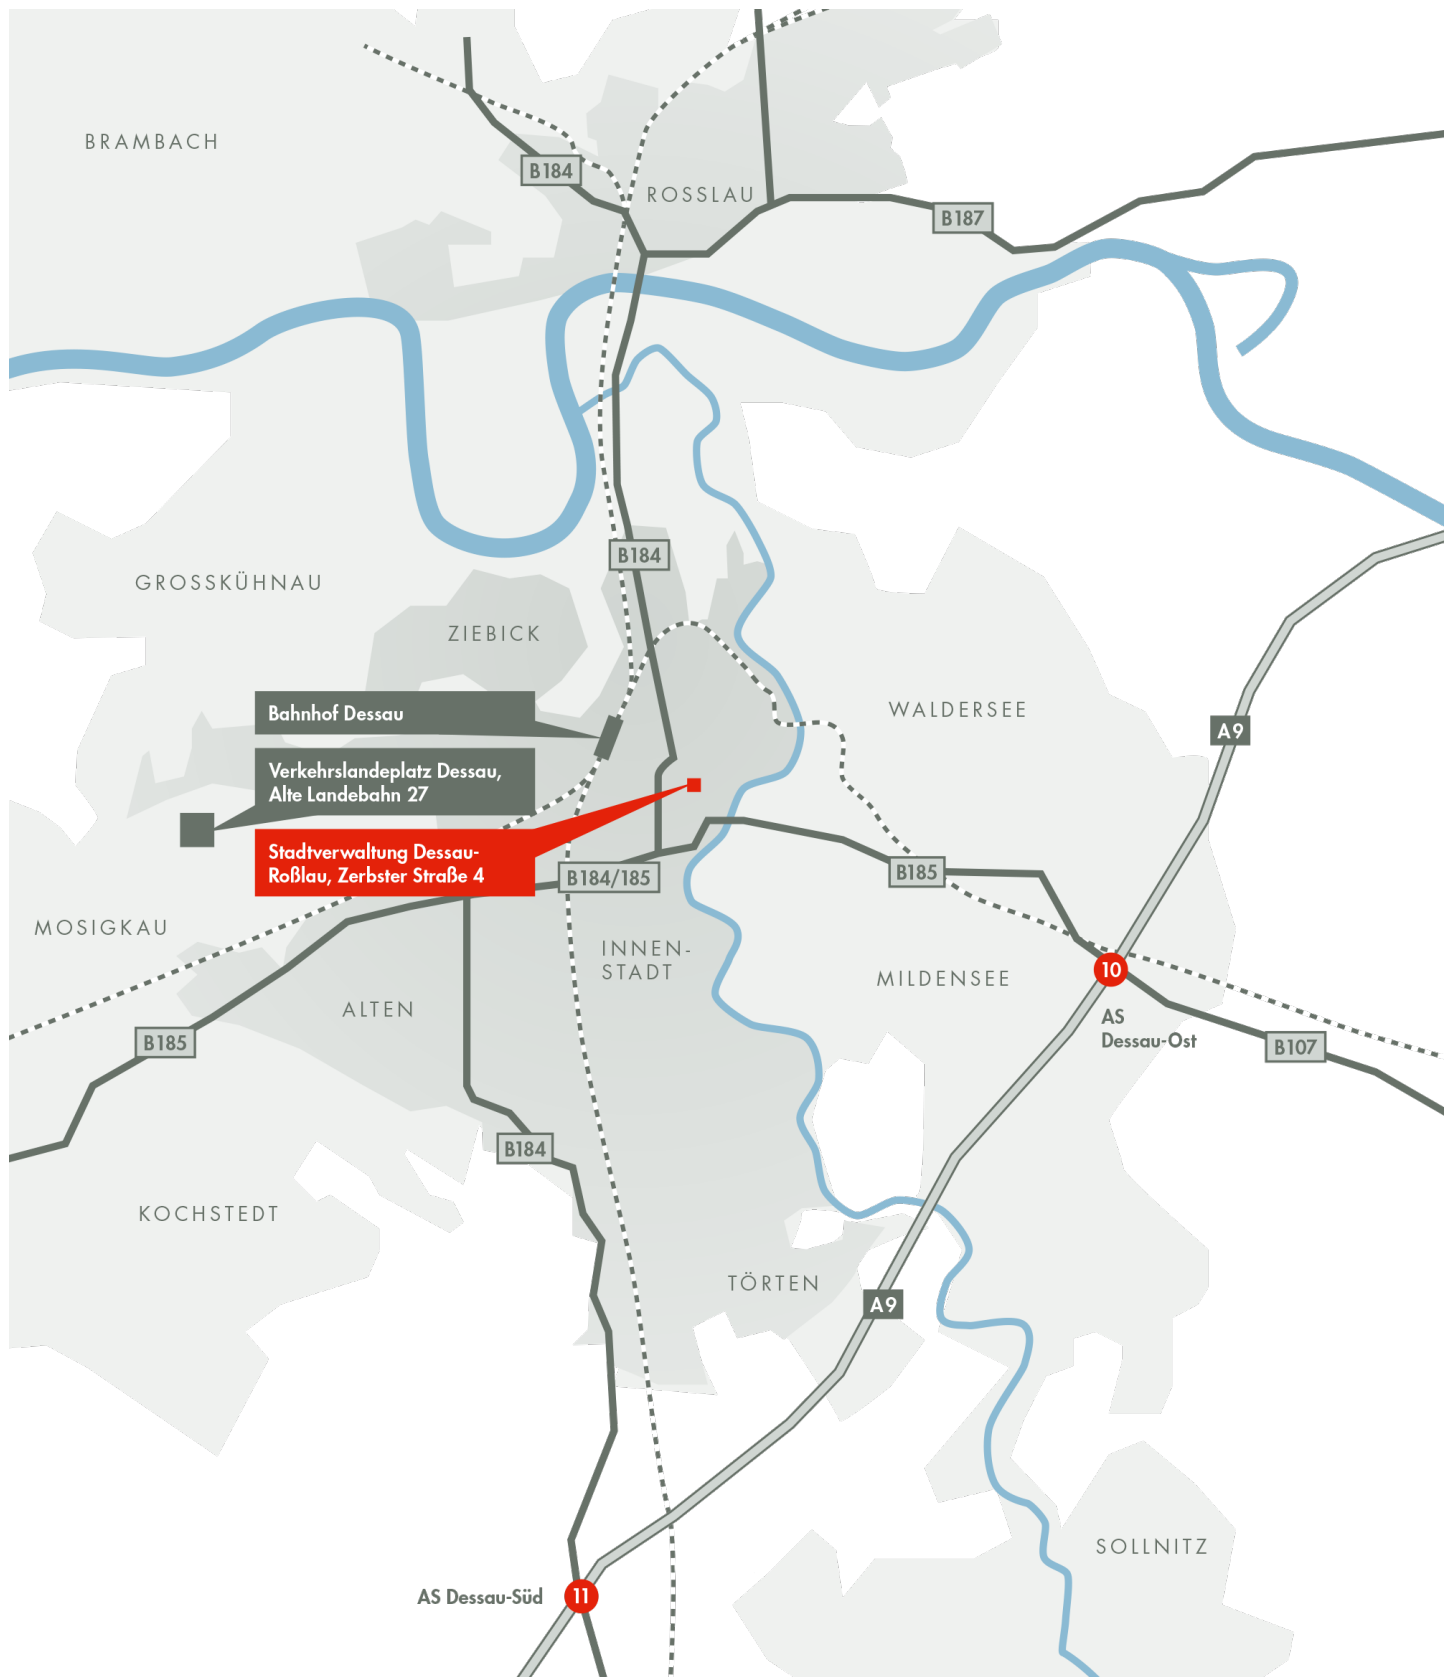 BRAMBACH
B184
ROSSLAU
B187
B184
GROSSKÜHNAU
ZIEBICK
WALDERSEE
Bahnhof Dessau
A9
Verkehrslandeplatz Dessau,
Alte Landebahn 27
Stadtverwaltung Dessau-
Roßlau, Zerbster Straße 4
B184/185
B185
MOSIGKAU
INNEN-
STADT
MILDENSEE
10
AS
Dessau-Ost
ALTEN
B185
B107
B184
KOCHSTEDT
TÖRTEN
A9
SOLLNITZ
AS Dessau-Süd
11